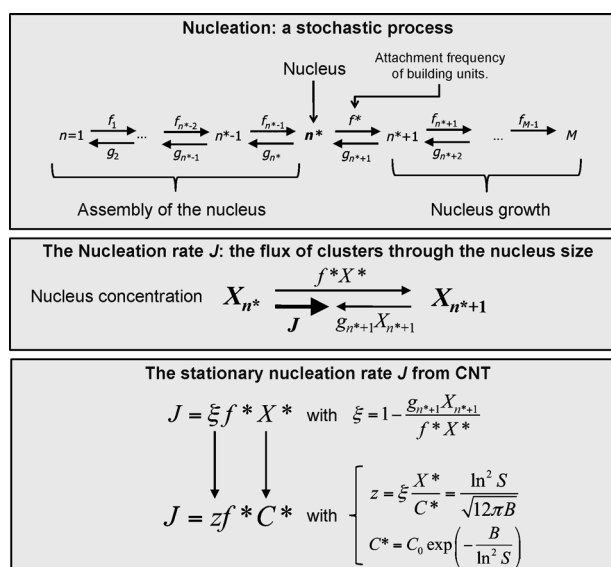 Nucleation: a stochastic process
Attachment frequency
of building units.
Nucleus
n=1 f₁ g₂ ... fₙ*₋₂ gₙ*₋₁ n*-1 fₙ*₋₁ gₙ* n* f* gₙ*₊₁ n*+1 fₙ*₊₁ gₙ*₊₂ ... f_M-1 M
Assembly of the nucleus Nucleus growth
The Nucleation rate J: the flux of clusters through the nucleus size
f*X*
Nucleus concentration Xₙ* Xₙ*₊₁
J gₙ*₊₁Xₙ*₊₁
The stationary nucleation rate J from CNT
J = ξf*X* with ξ = 1 − gₙ*₊₁Xₙ*₊₁ / f*X*
J = zf*C* with z = ξ X*/C* = ln² S / √(12πB)
C* = C₀ exp(−B / ln² S)